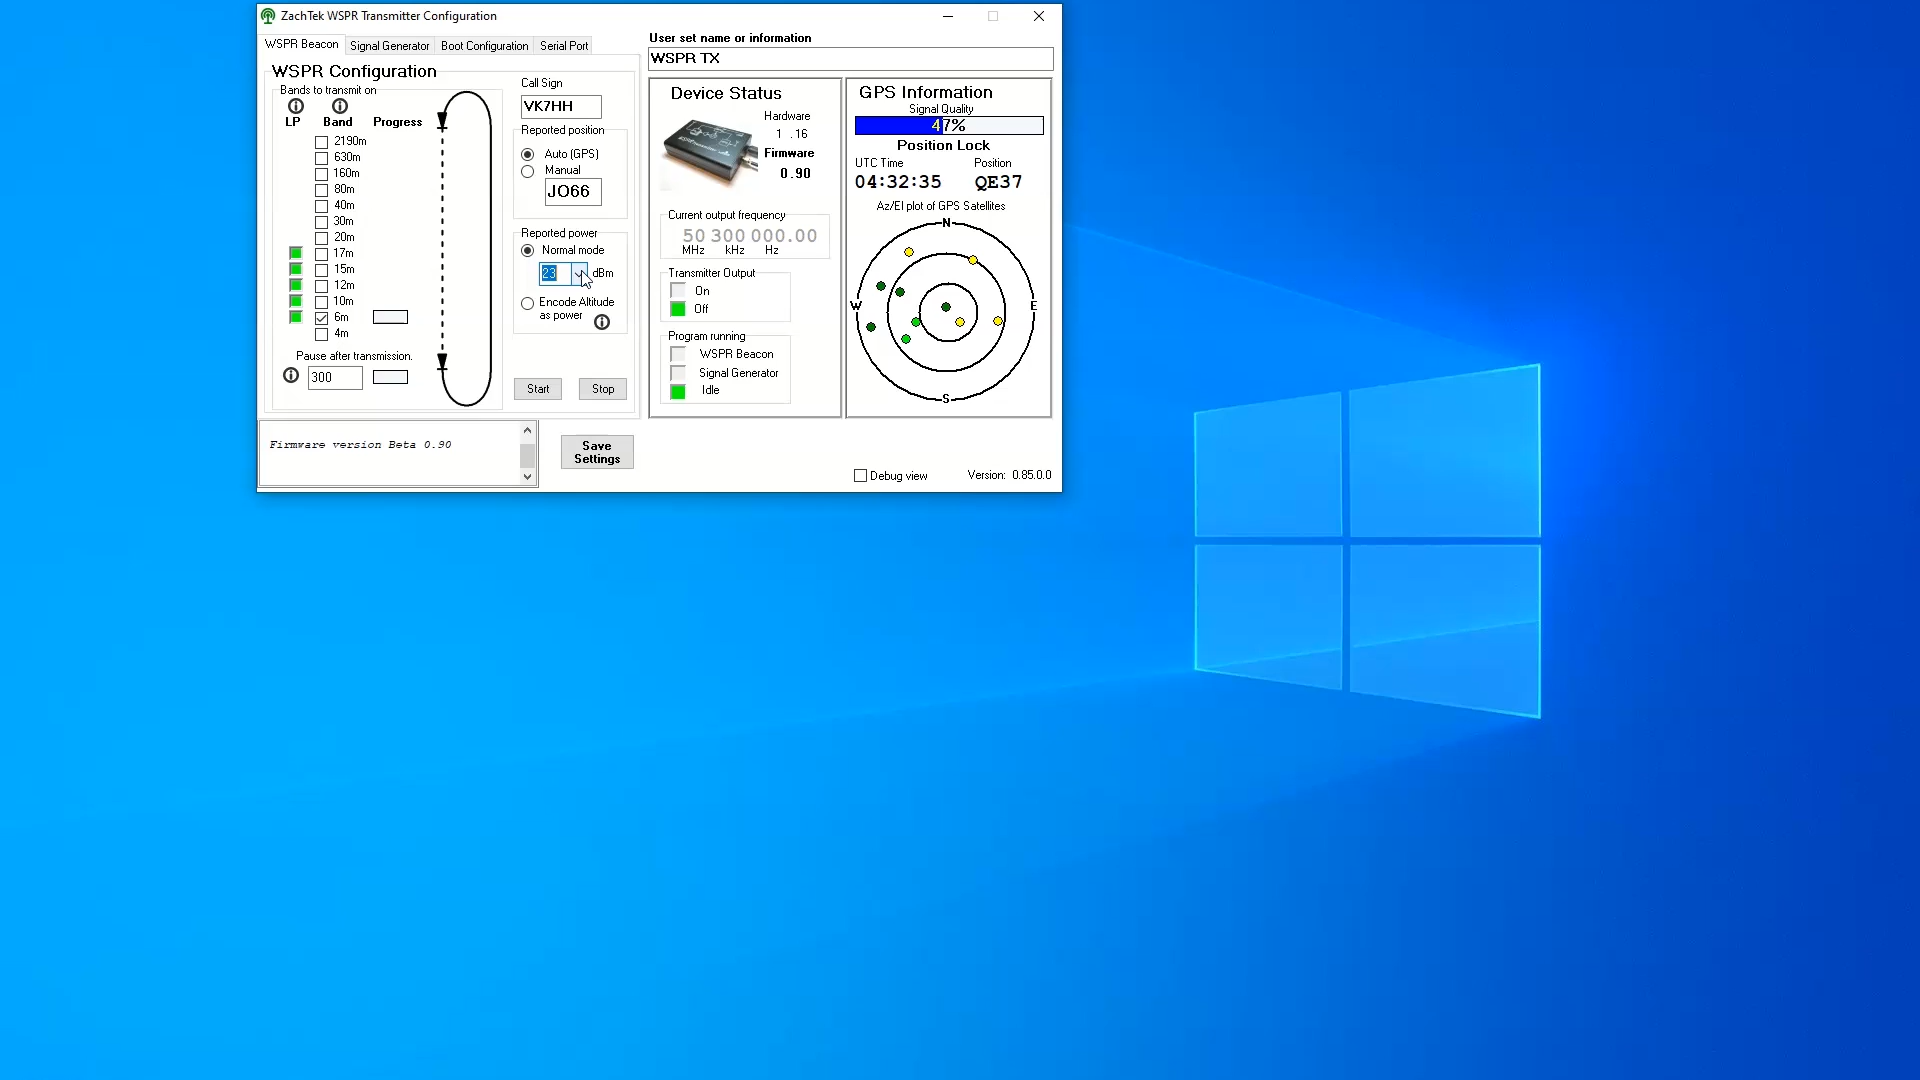 ZachTek WSPR Transmitter Configuration
WSPR Beacon
Signal Generator
Boot Configuration
Serial Port
WSPR Configuration
Bands to transmit on
LP
Band
Progress
2190m
630m
160m
80m
40m
30m
20m
17m
15m
12m
10m
6m
4m
Pause after transmission.
300
Call Sign
VK7HH
Reported position
Auto (GPS)
Manual
JO66
Reported power
Normal mode
23 dBm
Encode Altitude
as power
Start
Stop
Firmware version Beta 0.90
Save
Settings
User set name or information
WSPR TX
Device Status
Hardware
1 .16
Firmware
0.90
Current output frequency
50 300 000.00
MHz kHz Hz
Transmitter Output
On
Off
Program running
WSPR Beacon
Signal Generator
Idle
GPS Information
Signal Quality
47%
Position Lock
UTC Time Position
04:32:35 QE37
Az/El plot of GPS Satellites
N
W
E
S
Debug view
Version: 0.85.0.0